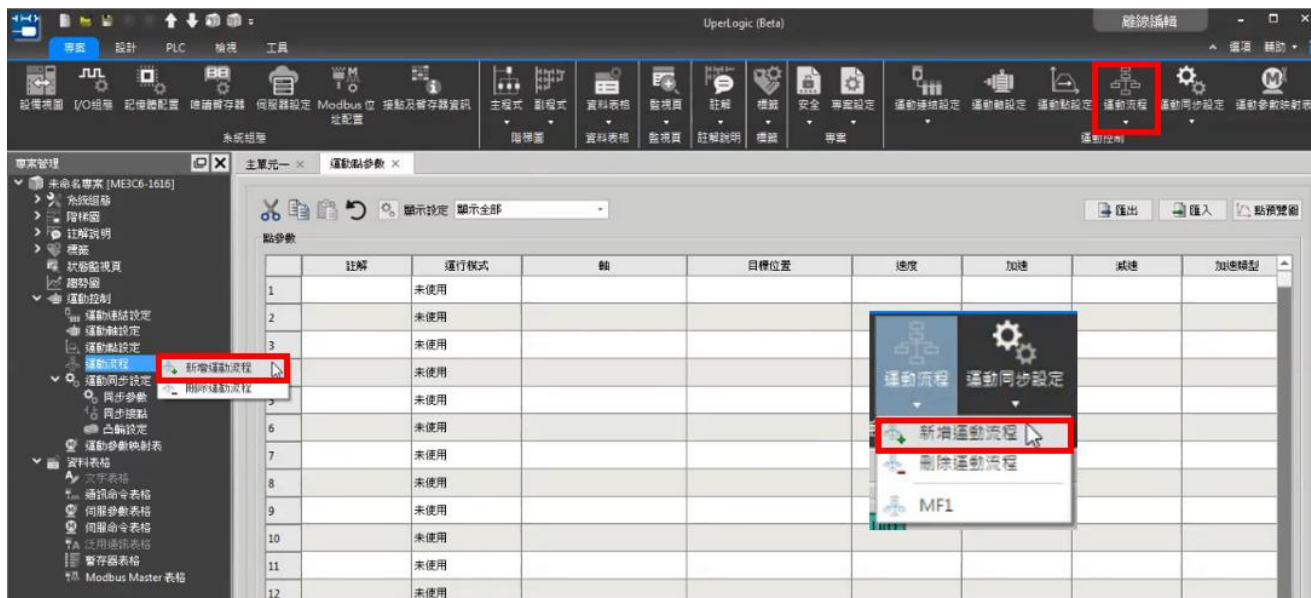 UperLogic (Beta)
離線編輯
專案 設計 PLC 檢視 工具
選項 輔助
設備視圖 I/O組態 記憶體配置 唯讀暫存器 伺服器設定 Modbus 位址配置 接點及暫存器資訊 主程式 副程式 資料表格 監視頁 註解 標籤 安全 專案設定 運動連結設定 運動軸設定 運動點設定 運動流程 運動同步設定 運動參數映射表
系統組態 階梯圖 資料表格 監視頁 註解說明 標籤 專案 運動控制
專案管理
主單元一 運動點參數
未命名專案 [ME3C6-1616]
系統組態
階梯圖
註解說明
標籤
狀態監視頁
趨勢圖
運動控制
運動連結設定
運動軸設定
運動點設定
運動流程
運動同步設定
同步參數
同步接點
凸輪設定
運動參數映射表
資料表格
文字表格
通訊命令表格
伺服參數表格
伺服命令表格
泛用通訊表格
暫存器表格
Modbus Master 表格
新增運動流程
刪除運動流程
顯示設定 顯示全部
匯出 匯入 點預覽圖
點參數
註解 運行模式 軸 目標位置 速度 加速 減速 加速類型
1 未使用
2 未使用
3 未使用
未使用
5 未使用
6 未使用
7 未使用
8 未使用
9 未使用
10 未使用
11 未使用
12 未使用
運動流程 運動同步設定
新增運動流程
刪除運動流程
MF1